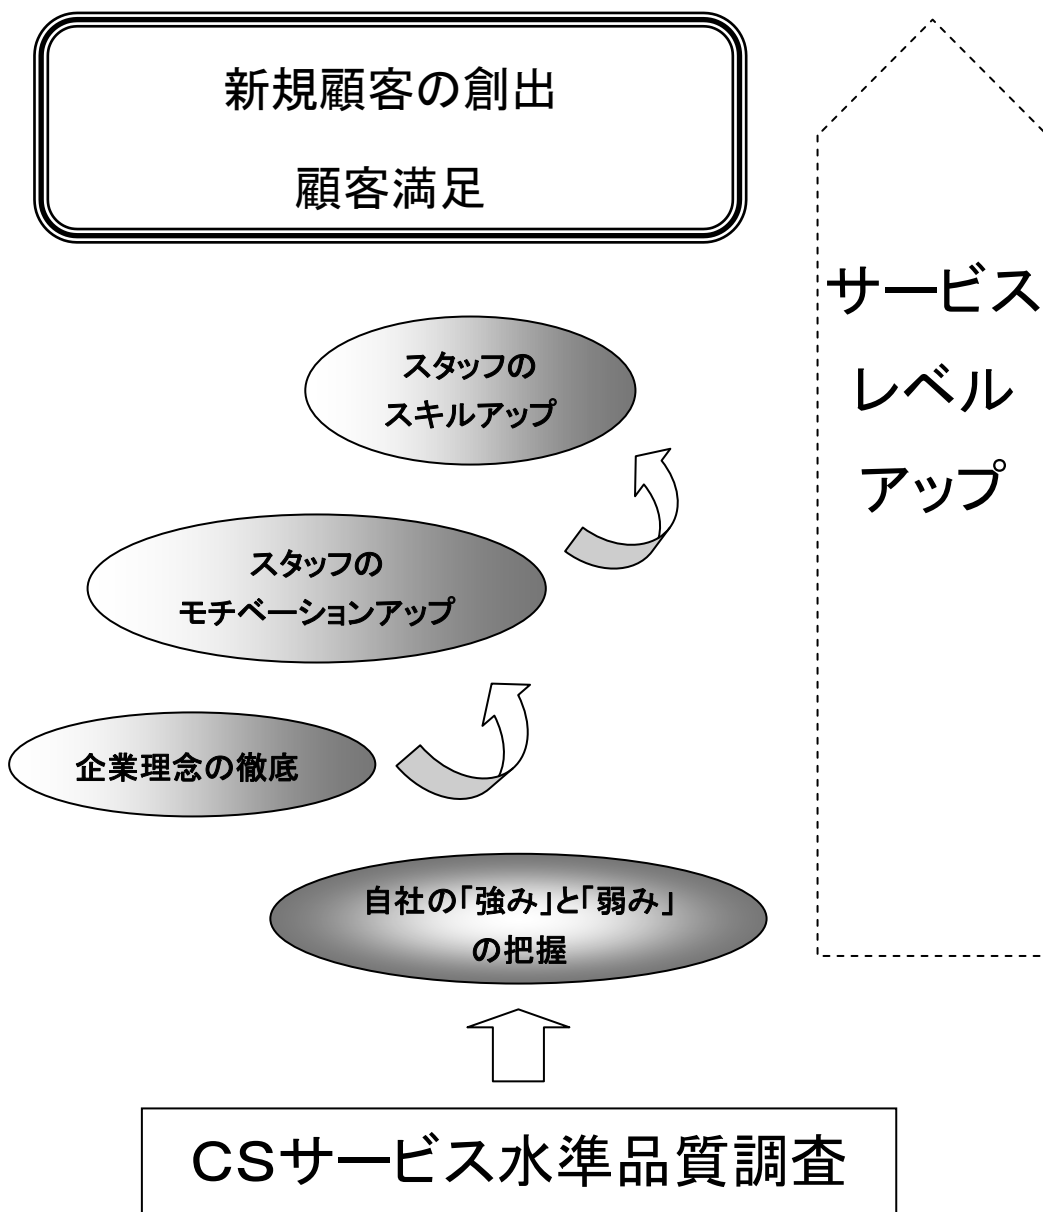 新規顧客の創出
顧客満足
サービス
レベル
アップ
スタッフの
スキルアップ
スタッフの
モチベーションアップ
企業理念の徹底
自社の「強み」と「弱み」
の把握
ＣＳサービス水準品質調査